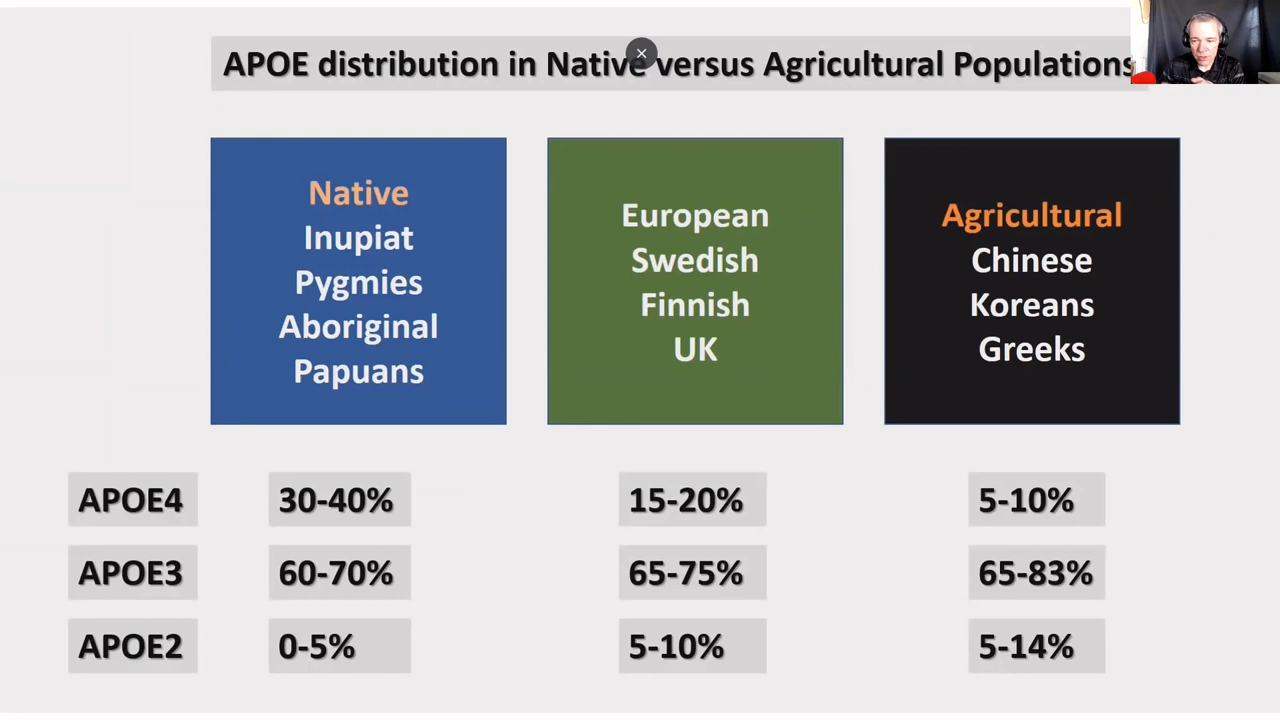 APOE distribution in Native versus Agricultural Populations
Native
Inupiat
Pygmies
Aboriginal
Papuans
European
Swedish
Finnish
UK
Agricultural
Chinese
Koreans
Greeks
APOE4 30-40% 15-20% 5-10%
APOE3 60-70% 65-75% 65-83%
APOE2 0-5% 5-10% 5-14%